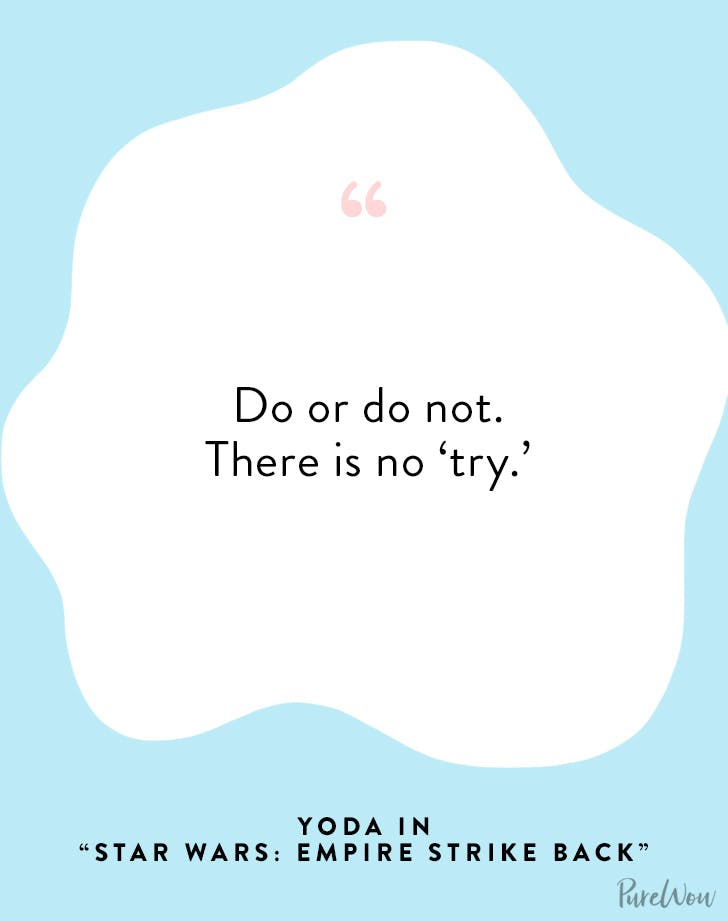 “
Do or do not.
There is no ‘try.’
YODA IN
“STAR WARS: EMPIRE STRIKE BACK”
PureWow